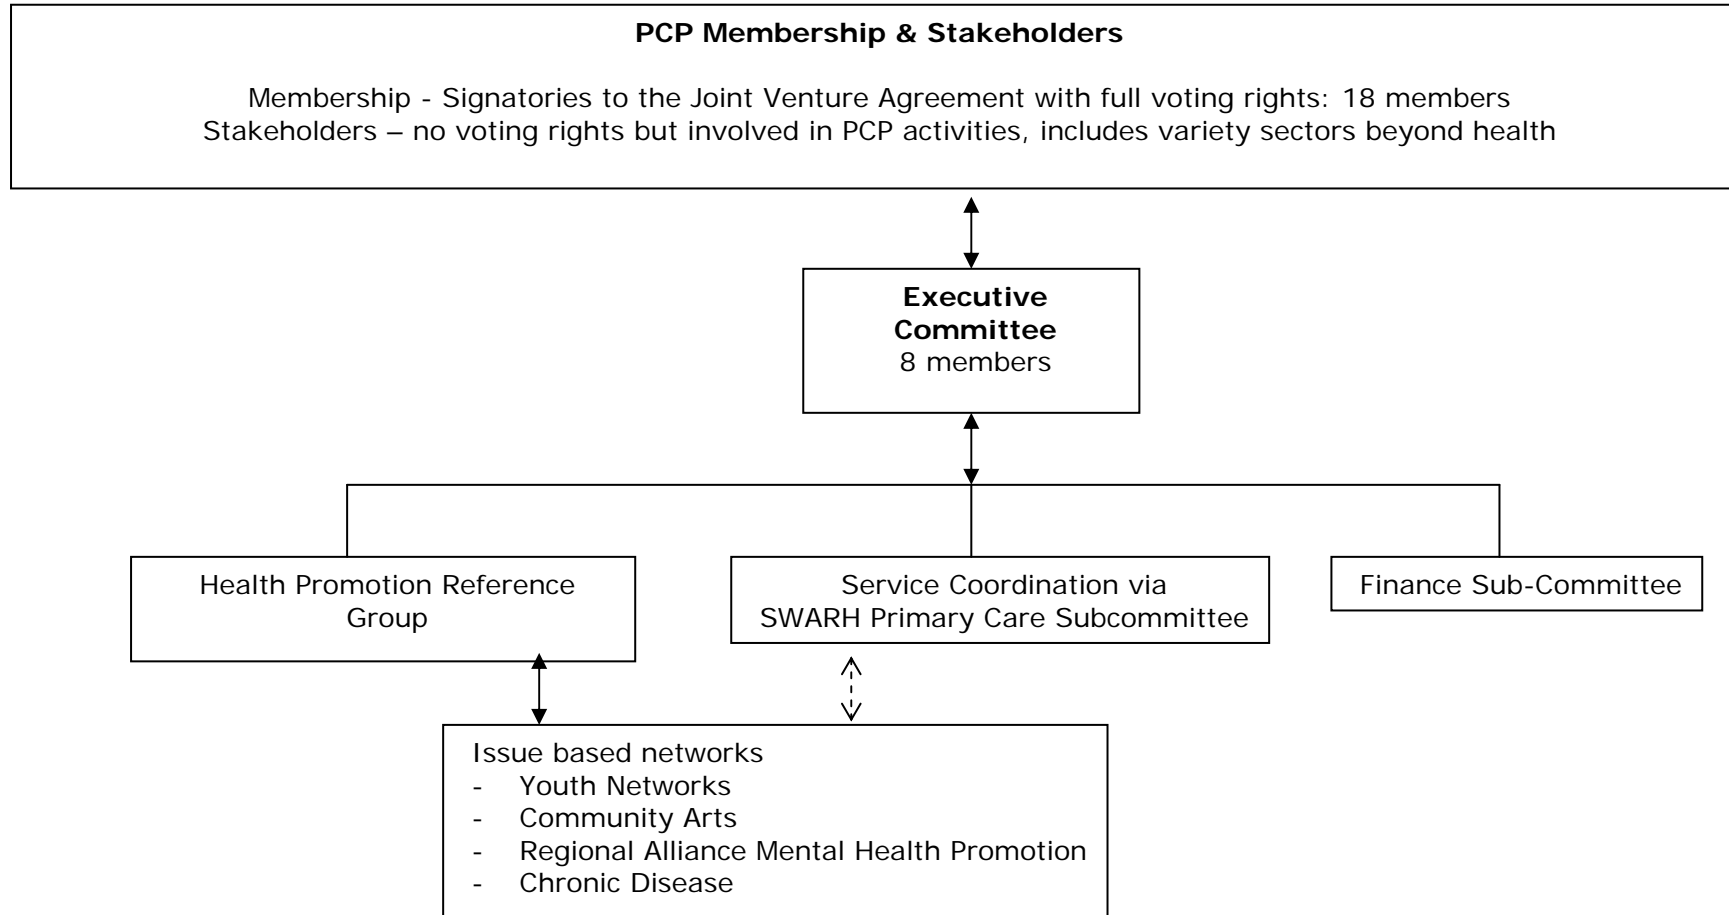 PCP Membership & Stakeholders
Membership - Signatories to the Joint Venture Agreement with full voting rights: 18 members
Stakeholders – no voting rights but involved in PCP activities, includes variety sectors beyond health
Executive
Committee
8 members
Health Promotion Reference
Group
Service Coordination via
SWARH Primary Care Subcommittee
Finance Sub-Committee
Issue based networks
- Youth Networks
- Community Arts
- Regional Alliance Mental Health Promotion
- Chronic Disease